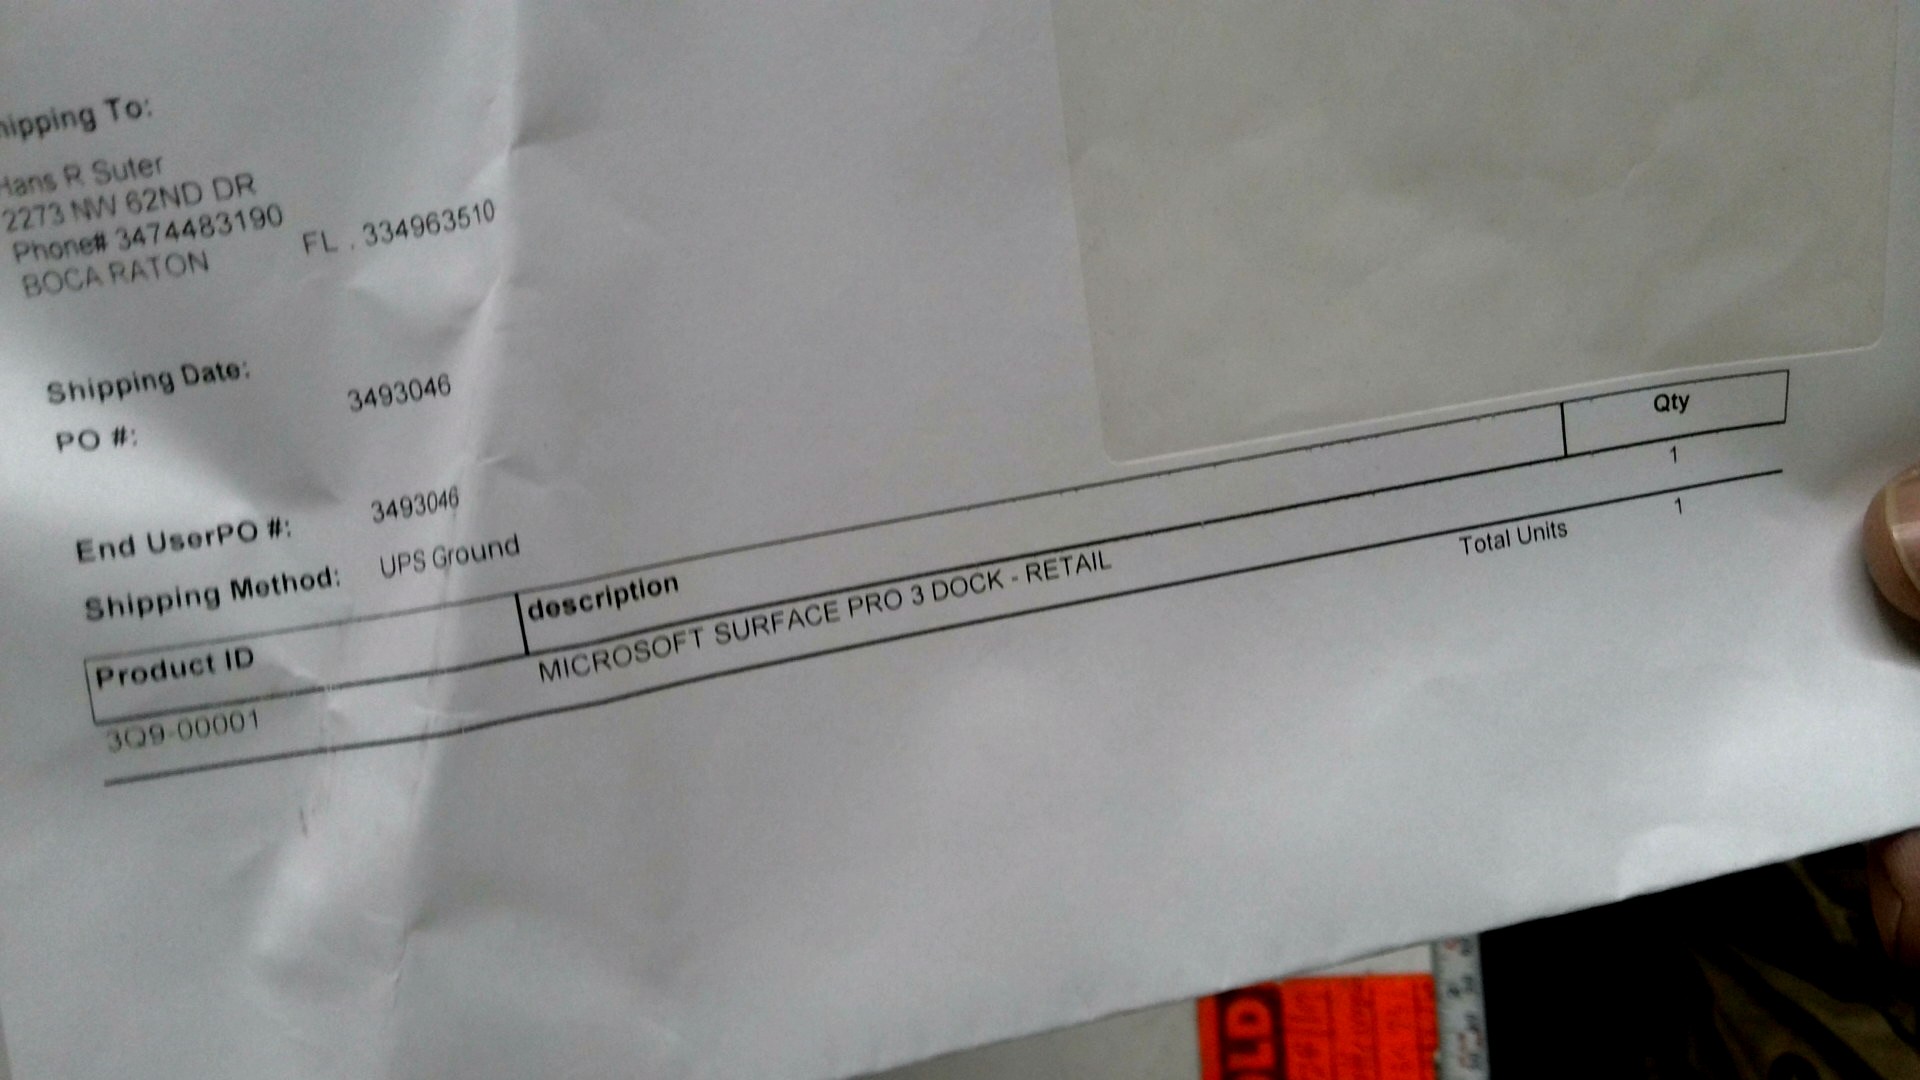 hipping To:
Hans R Suter
2273 NW 62ND DR
Phone# 3474483190
BOCA RATON FL . 334963510
Shipping Date:
PO #: 3493046
End UserPO #: 3493046
Shipping Method: UPS Ground
Product ID description Qty
3Q9-00001 MICROSOFT SURFACE PRO 3 DOCK - RETAIL 1
Total Units 1